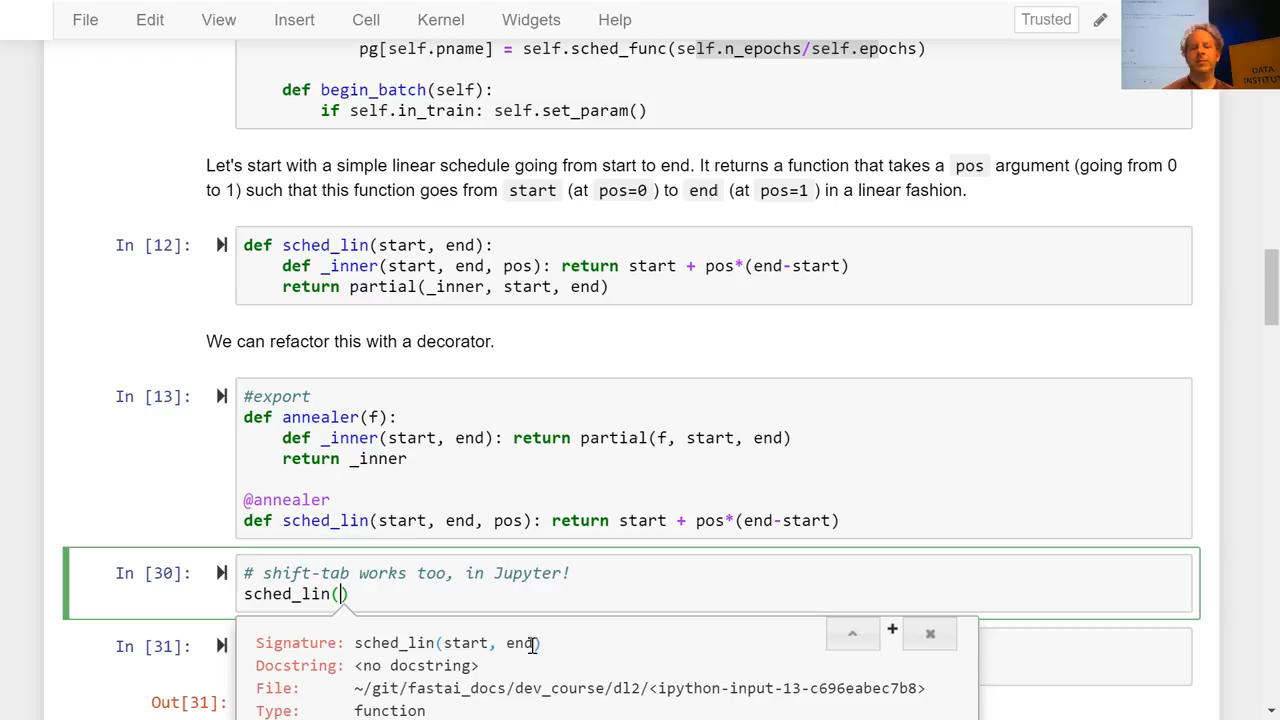 File Edit View Insert Cell Kernel Widgets Help Trusted
pg[self.pname] = self.sched_func(self.n_epochs/self.epochs)
def begin_batch(self):
if self.in_train: self.set_param()
DATA
INSTITUT
Let's start with a simple linear schedule going from start to end. It returns a function that takes a pos argument (going from 0
to 1) such that this function goes from start (at pos=0 ) to end (at pos=1 ) in a linear fashion.
In [12]:
def sched_lin(start, end):
def _inner(start, end, pos): return start + pos*(end-start)
return partial(_inner, start, end)
We can refactor this with a decorator.
In [13]:
#export
def annealer(f):
def _inner(start, end): return partial(f, start, end)
return _inner
@annealer
def sched_lin(start, end, pos): return start + pos*(end-start)
In [30]:
# shift-tab works too, in Jupyter!
sched_lin()
Signature: sched_lin(start, end)
In [31]:
Docstring: <no docstring>
File: ~/git/fastai_docs/dev_course/dl2/<ipython-input-13-c696eabec7b8>
Out[31]:
Type: function